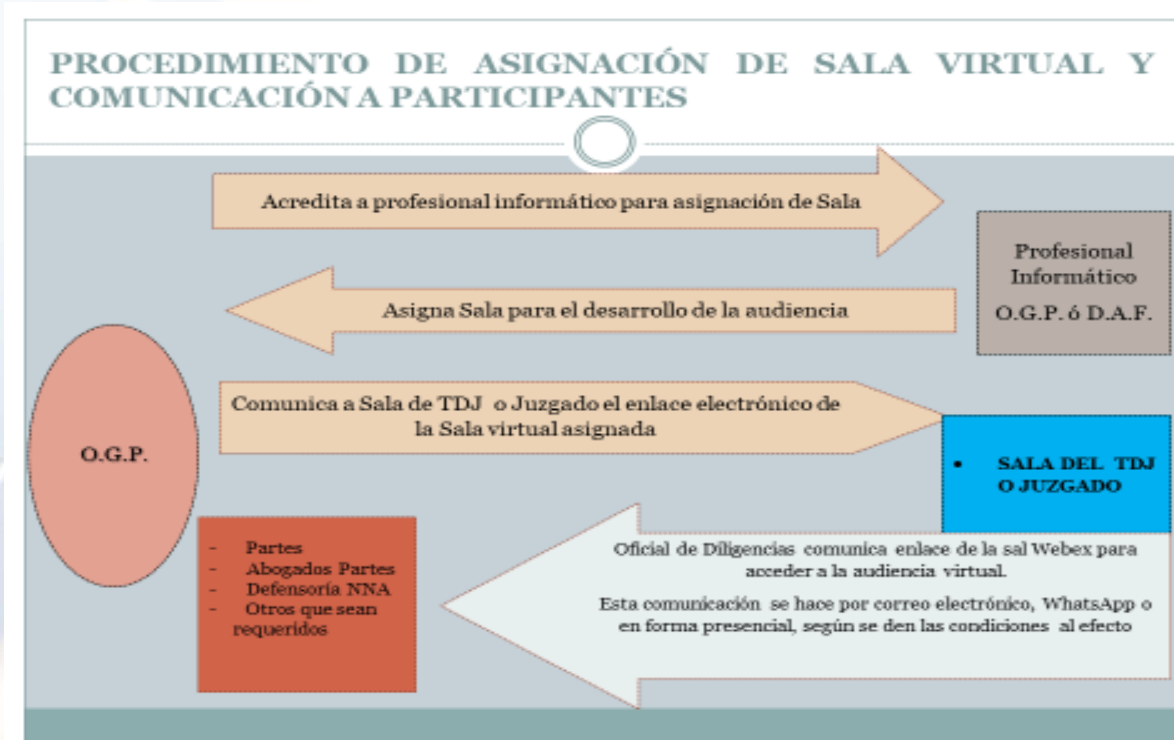 PROCEDIMIENTO DE ASIGNACIÓN DE SALA VIRTUAL Y
COMUNICACIÓN A PARTICIPANTES
Acredita a profesional informático para asignación de Sala
Profesional
Informático
O.G.P. ó D.A.F.
Asigna Sala para el desarrollo de la audiencia
O.G.P.
Comunica a Sala de TDJ o Juzgado el enlace electrónico de
la Sala virtual asignada
• SALA DEL TDJ
O JUZGADO
Oficial de Diligencias comunica enlace de la sal Webex para
acceder a la audiencia virtual.
Esta comunicación se hace por correo electrónico, WhatsApp o
en forma presencial, según se den las condiciones al efecto
- Partes
- Abogados Partes
- Defensoría NNA
- Otros que sean
requeridos